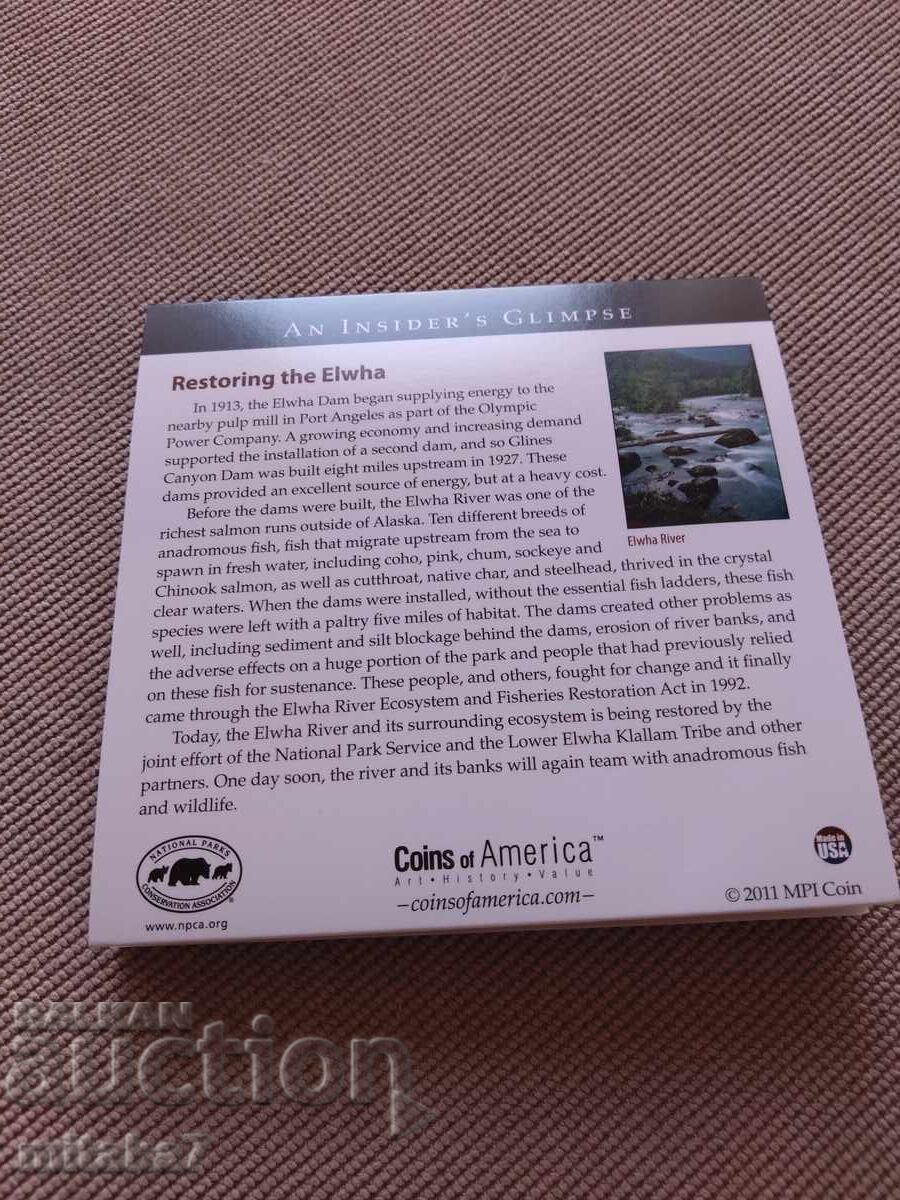 AN INSIDER'S GLIMPSE
Restoring the Elwha
In 1913, the Elwha Dam began supplying energy to the
nearby pulp mill in Port Angeles as part of the Olympic
Power Company. A growing economy and increasing demand
supported the installation of a second dam, and so Glines
Canyon Dam was built eight miles upstream in 1927. These
dams provided an excellent source of energy, but at a heavy cost.
Before the dams were built, the Elwha River was one of the
richest salmon runs outside of Alaska. Ten different breeds of
anadromous fish, fish that migrate upstream from the sea to
spawn in fresh water, including coho, pink, chum, sockeye and
Chinook salmon, as well as cutthroat, native char, and steelhead, thrived in the crystal
clear waters. When the dams were installed, without the essential fish ladders, these fish
species were left with a paltry five miles of habitat. The dams created other problems as
well, including sediment and silt blockage behind the dams, erosion of river banks, and
the adverse effects on a huge portion of the park and people that had previously relied
on these fish for sustenance. These people, and others, fought for change and it finally
came through the Elwha River Ecosystem and Fisheries Restoration Act in 1992.
Today, the Elwha River and its surrounding ecosystem is being restored by the
joint effort of the National Park Service and the Lower Elwha Klallam Tribe and other
partners. One day soon, the river and its banks will again team with anadromous fish
and wildlife.
Elwha River
NATIONAL PARKS
CONSERVATION ASSOCIATION
www.npca.org
Coins of America™
Art • History • Value
–coinsofamerica.com–
Made in
USA
© 2011 MPI Coin
BALKAN
auction
mitaka7